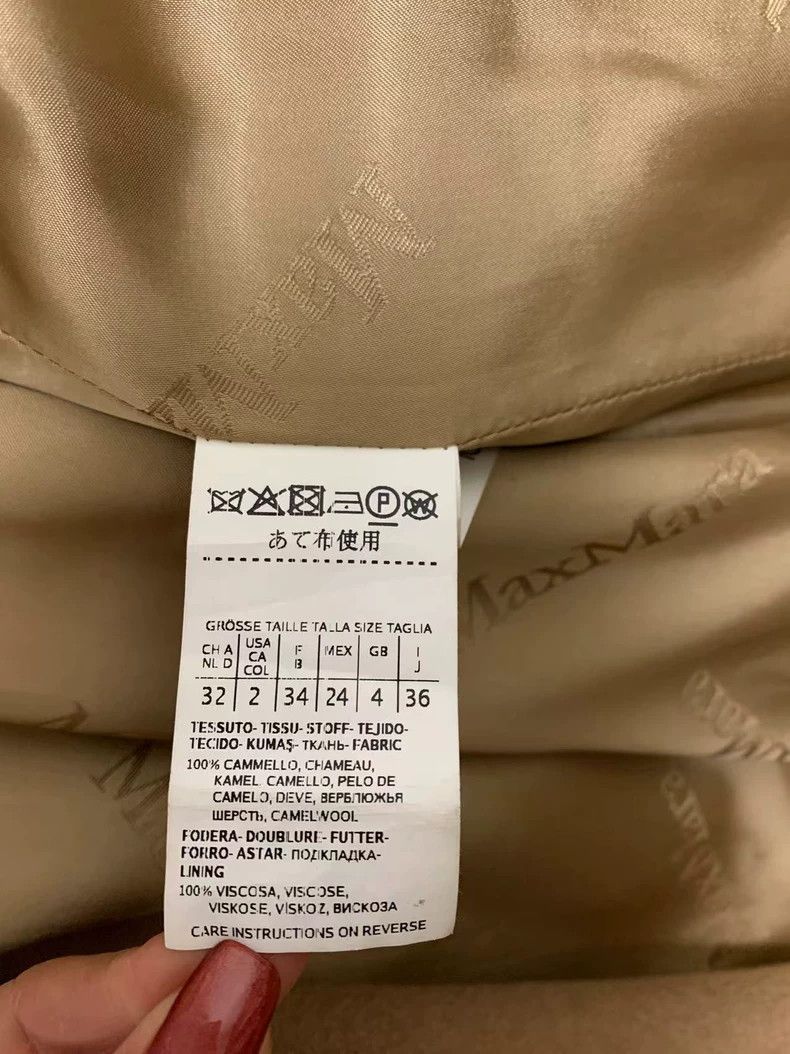 MaxMara
MaxMara
P W
あて布使用
GRÖSSE TAILLE TALLA SIZE TAGLIA
CH A NL D | USA CA COL | F B | MEX | GB | I J
32 | 2 | 34 | 24 | 4 | 36
TESSUTO- TISSU- STOFF- TEJIDO-
TECIDO- KUMAŞ- ТКАНЬ- FABRIC
100% CAMMELLO, CHAMEAU,
KAMEL, CAMELLO, PELO DE
CAMELO, DEVE, ВЕРБЛЮЖЬЯ
ШЕРСТЬ, CAMELWOOL
FODERA- DOUBLURE- FUTTER-
FORRO- ASTAR- ПОДКЛАДКА-
LINING
100% VISCOSA, VISCOSE,
VISKOSE, VİSKOZ, ВИСКОЗА
CARE INSTRUCTIONS ON REVERSE